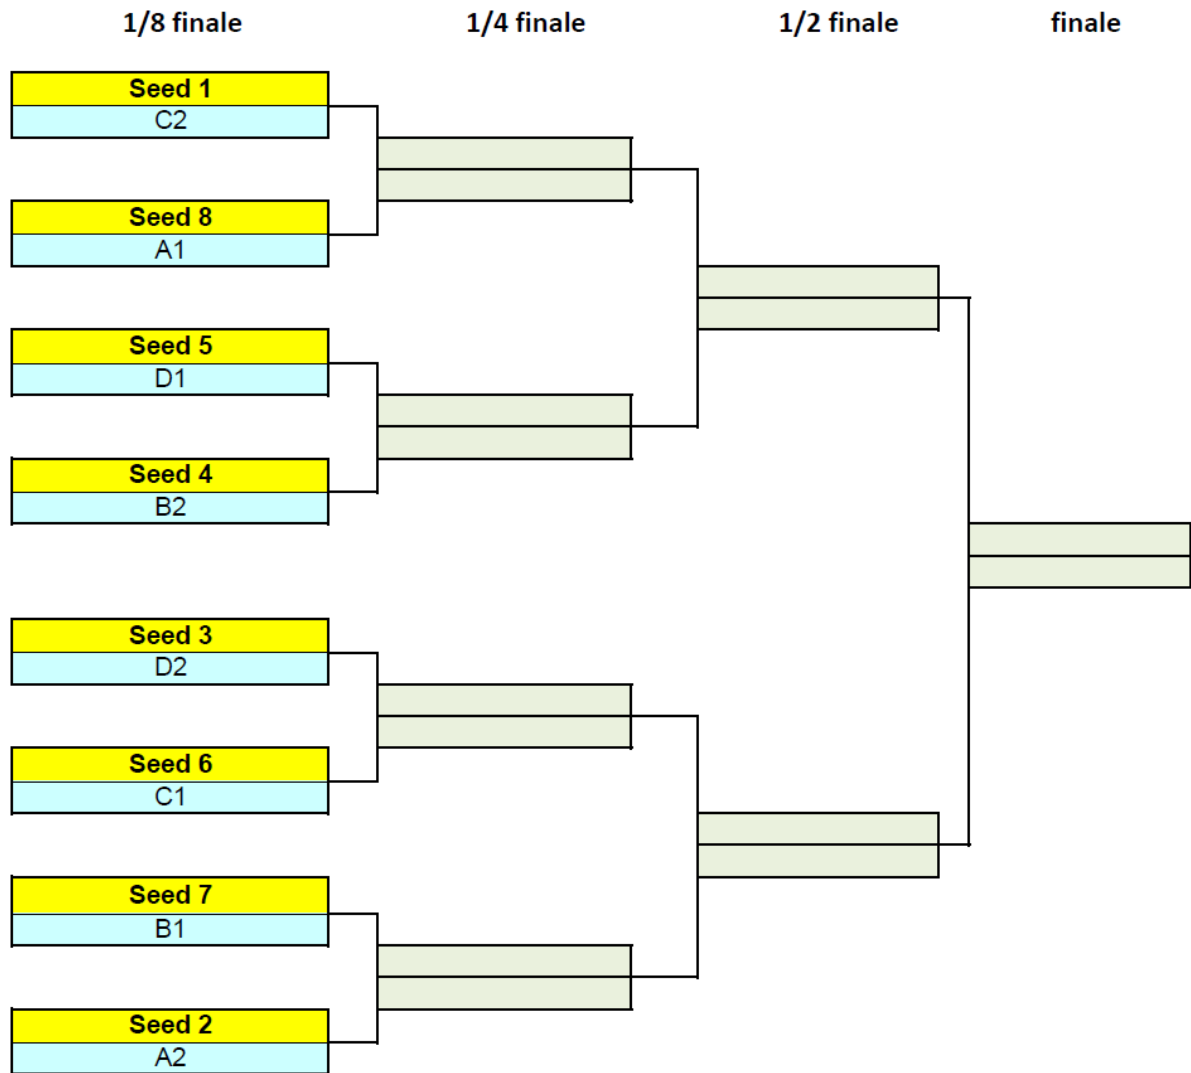 1/8 finale 1/4 finale 1/2 finale finale
Seed 1
C2
Seed 8
A1
Seed 5
D1
Seed 4
B2
Seed 3
D2
Seed 6
C1
Seed 7
B1
Seed 2
A2